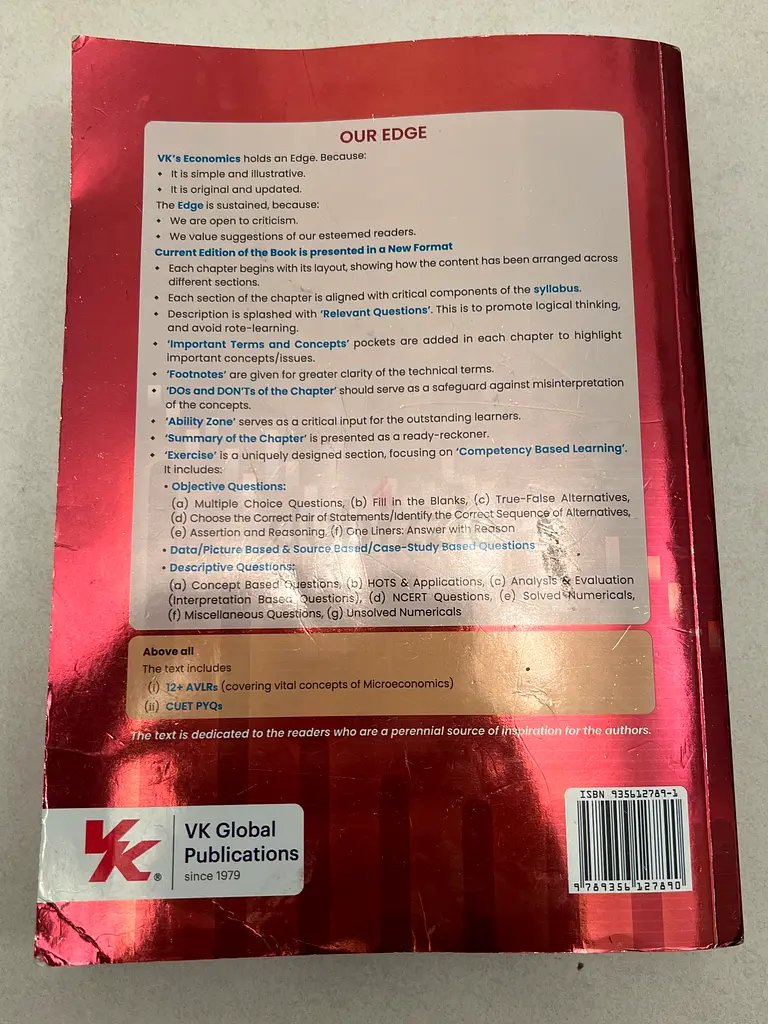 OUR EDGE
VK's Economics holds an Edge. Because:
• It is simple and illustrative.
• It is original and updated.
The Edge is sustained, because:
• We are open to criticism.
• We value suggestions of our esteemed readers.
Current Edition of the Book is presented in a New Format
• Each chapter begins with its layout, showing how the content has been arranged across
different sections.
• Each section of the chapter is aligned with critical components of the syllabus.
• Description is splashed with 'Relevant Questions'. This is to promote logical thinking,
and avoid rote-learning.
• 'Important Terms and Concepts' pockets are added in each chapter to highlight
important concepts/issues.
• 'Footnotes' are given for greater clarity of the technical terms.
• 'DOs and DON'Ts of the Chapter' should serve as a safeguard against misinterpretation
of the concepts.
• 'Ability Zone' serves as a critical input for the outstanding learners.
• 'Summary of the Chapter' is presented as a ready-reckoner.
• 'Exercise' is a uniquely designed section, focusing on 'Competency Based Learning'.
It includes:
• Objective Questions:
(a) Multiple Choice Questions, (b) Fill in the Blanks, (c) True-False Alternatives,
(d) Choose the Correct Pair of Statements/Identify the Correct Sequence of Alternatives,
(e) Assertion and Reasoning, (f) One Liners: Answer with Reason
• Data/Picture Based & Source Based/Case-Study Based Questions
• Descriptive Questions:
(a) Concept Based Questions, (b) HOTS & Applications, (c) Analysis & Evaluation
(Interpretation Based Questions), (d) NCERT Questions, (e) Solved Numericals,
(f) Miscellaneous Questions, (g) Unsolved Numericals
Above all
The text includes
(i) 12+ AVLRs (covering vital concepts of Microeconomics)
(ii) CUET PYQs
The text is dedicated to the readers who are a perennial source of inspiration for the authors.
VK ®
VK Global
Publications
since 1979
ISBN 935612789-1
9 789356 127890